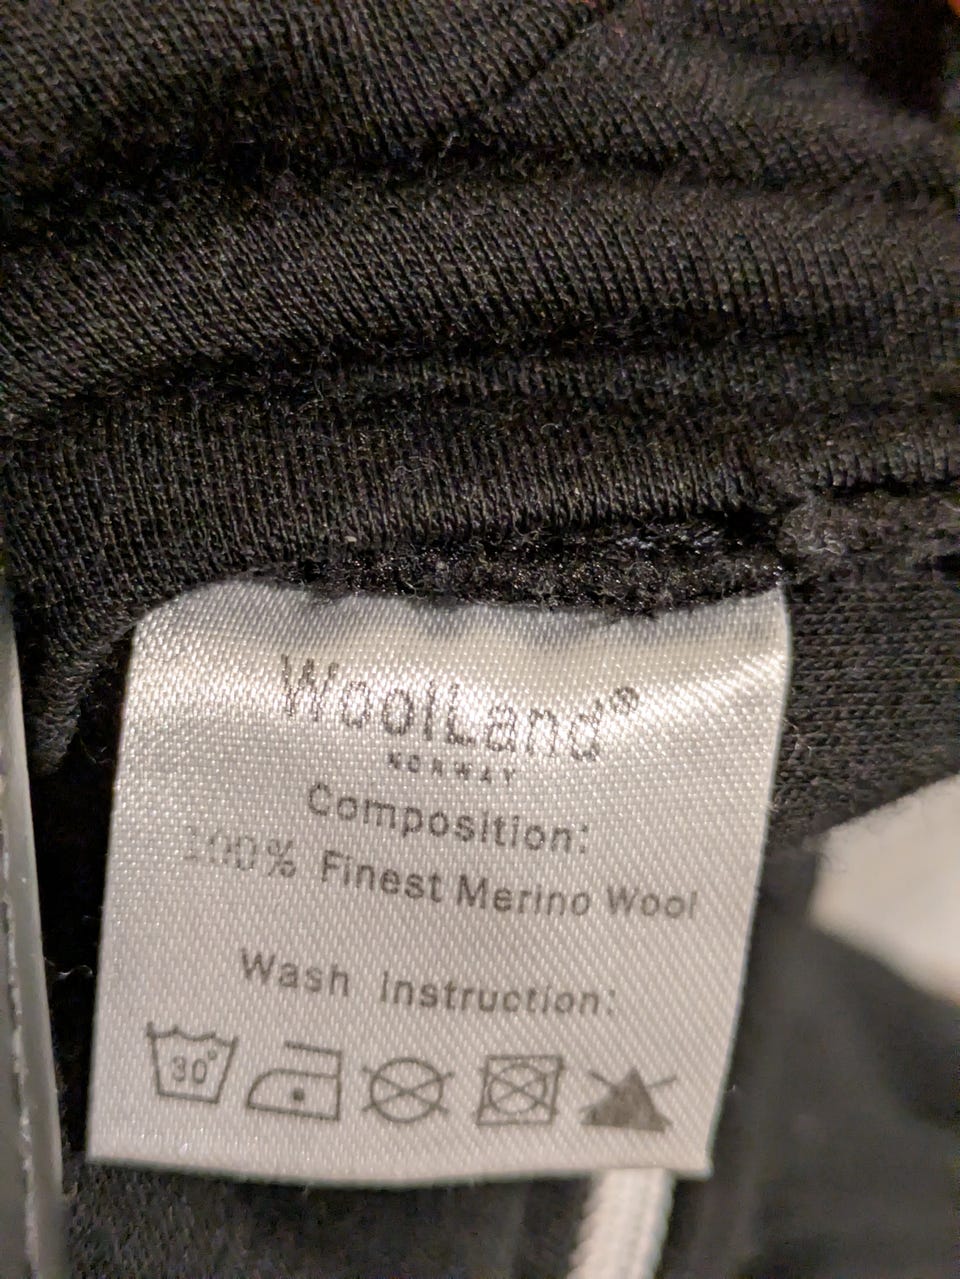 WoolLand®
NORWAY
Composition:
100% Finest Merino Wool
Wash Instruction:
30°